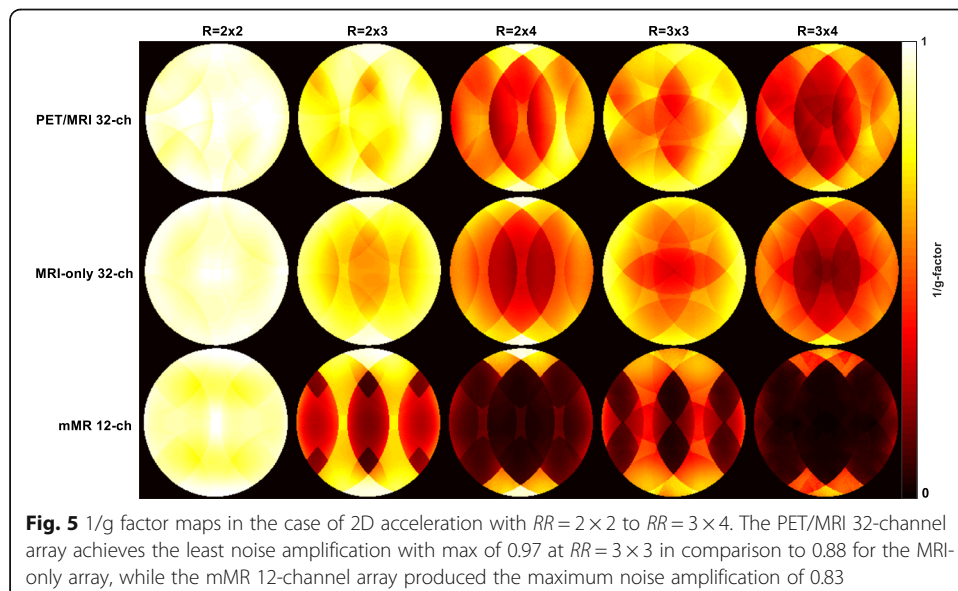 R=2x2 R=2x3 R=2x4 R=3x3 R=3x4
1
PET/MRI 32-ch
MRI-only 32-ch
1/g-factor
mMR 12-ch
0
Fig. 5 1/g factor maps in the case of 2D acceleration with RR = 2 × 2 to RR = 3 × 4. The PET/MRI 32-channel
array achieves the least noise amplification with max of 0.97 at RR = 3 × 3 in comparison to 0.88 for the MRI-
only array, while the mMR 12-channel array produced the maximum noise amplification of 0.83